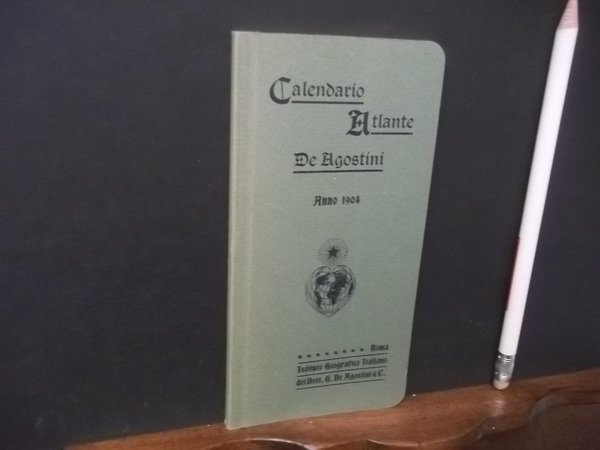 Calendario
Atlante
De Agostini
Anno 1904
Roma
Istituto Geografico Italiano
del Dott. G. De Agostini & C.